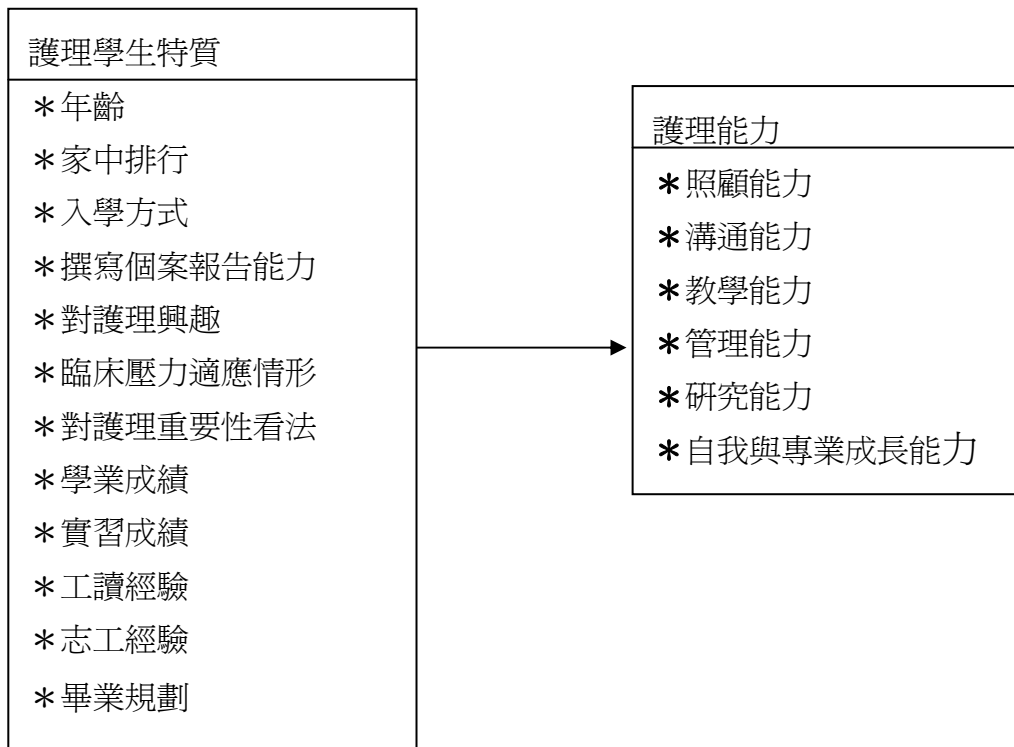 護理學生特質
＊年齡
＊家中排行
＊入學方式
＊撰寫個案報告能力
＊對護理興趣
＊臨床壓力適應情形
＊對護理重要性看法
＊學業成績
＊實習成績
＊工讀經驗
＊志工經驗
＊畢業規劃
護理能力
＊照顧能力
＊溝通能力
＊教學能力
＊管理能力
＊研究能力
＊自我與專業成長能力